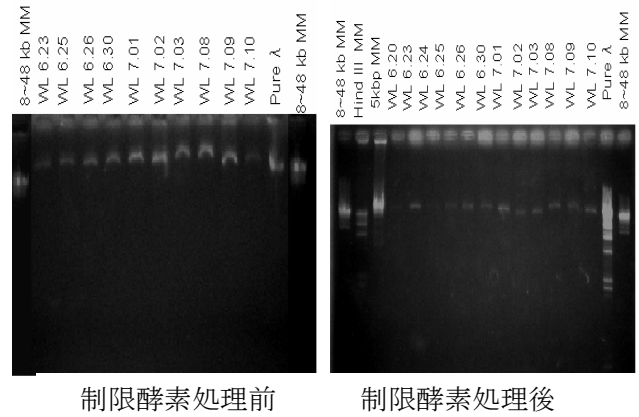 8~48 kb MM
WL 6.23
WL 6.25
WL 6.26
WL 6.30
WL 7.01
WL 7.02
WL 7.03
WL 7.08
WL 7.09
WL 7.10
Pure λ
8~48 kb MM
8~48 kb MM
Hind III MM
5kbp MM
WL 6.20
WL 6.23
WL 6.24
WL 6.25
WL 6.26
WL 6.30
WL 7.01
WL 7.02
WL 7.03
WL 7.08
WL 7.09
WL 7.10
Pure λ
8~48 kb MM
制限酵素処理前
制限酵素処理後